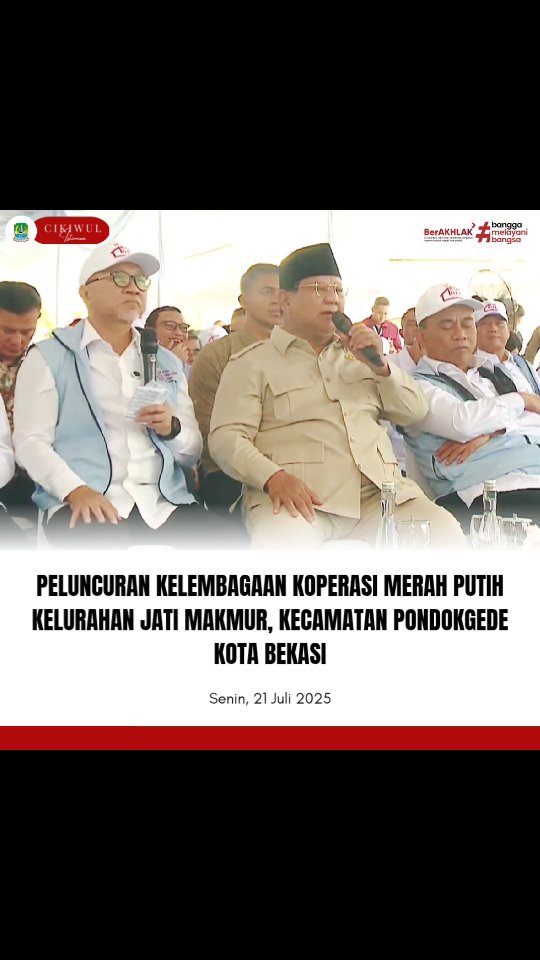 CIKIWUL
BerAKHLAK
#bangga
melayani
bangsa
PELUNCURAN KELEMBAGAAN KOPERASI MERAH PUTIH
KELURAHAN JATI MAKMUR, KECAMATAN PONDOKGEDE
KOTA BEKASI
Senin, 21 Juli 2025